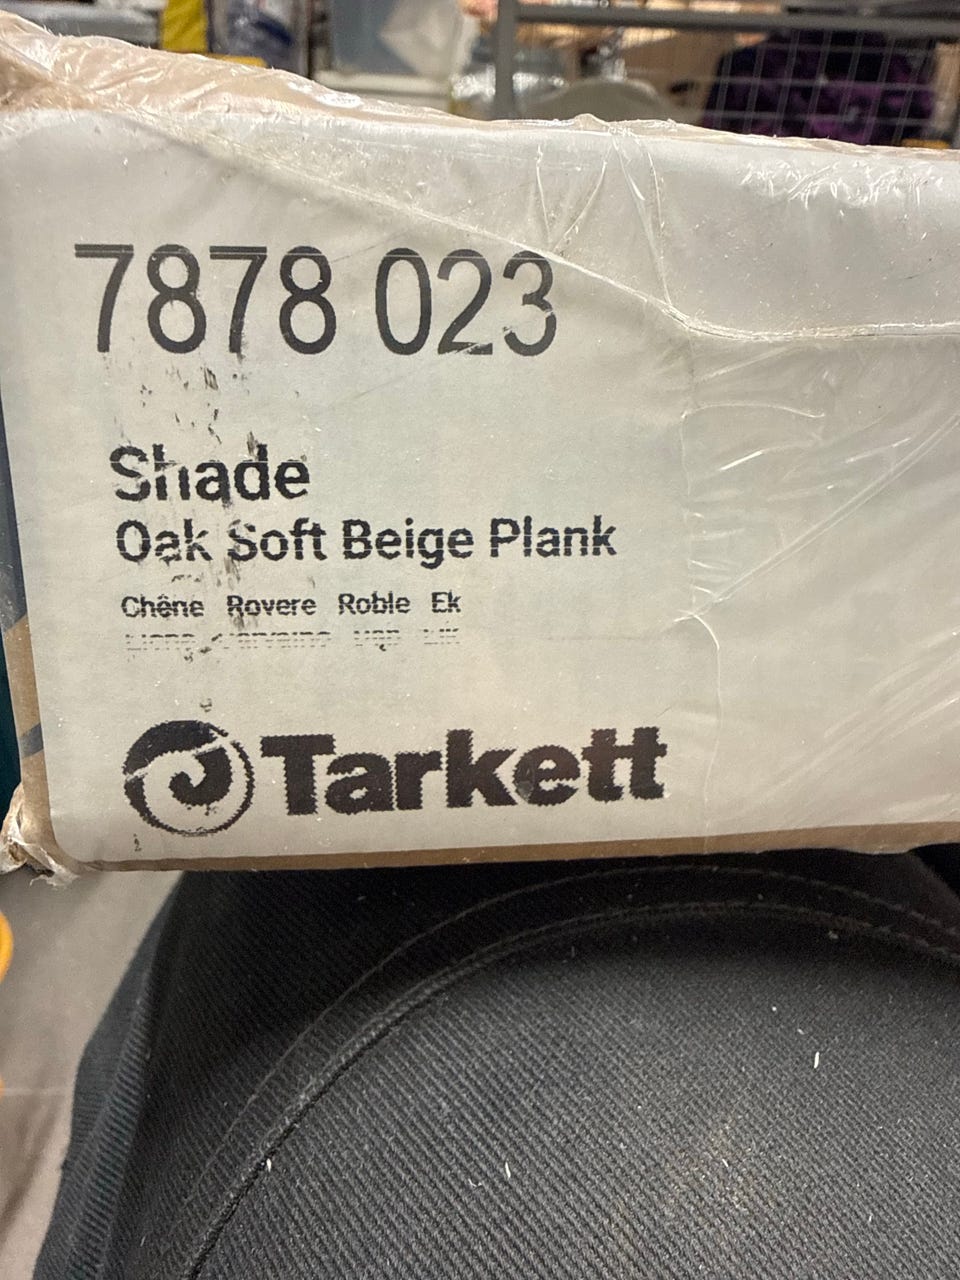 7878 023
Shade
Oak Soft Beige Plank
Chêne Rovere Roble Ek
Tarkett